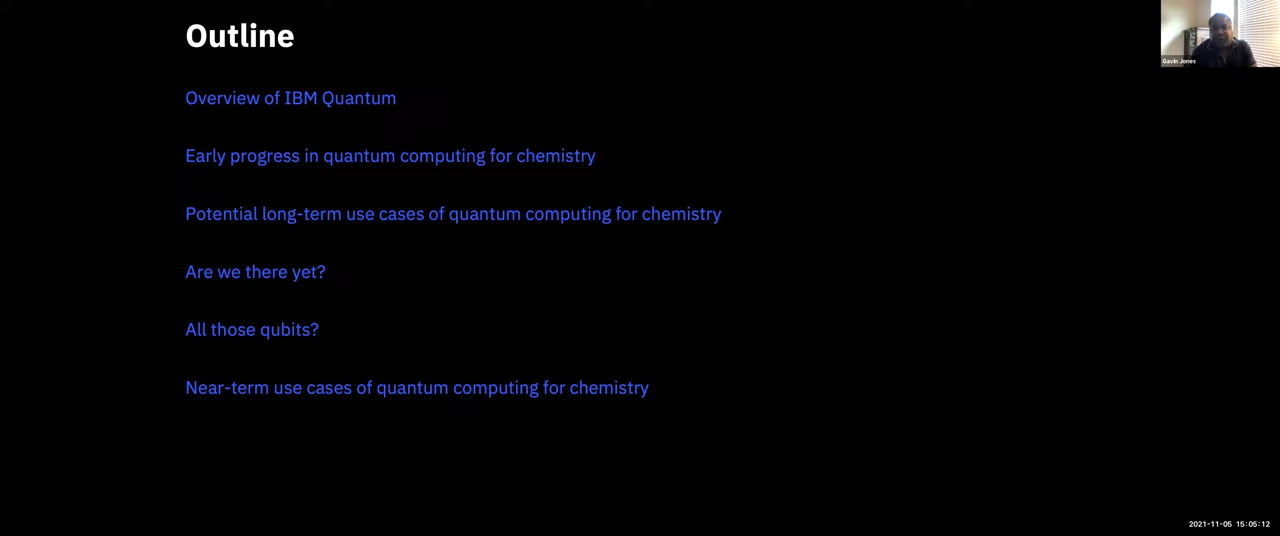 Outline
Gavin Jones
Overview of IBM Quantum
Early progress in quantum computing for chemistry
Potential long-term use cases of quantum computing for chemistry
Are we there yet?
All those qubits?
Near-term use cases of quantum computing for chemistry
2021-11-05 15:05:12